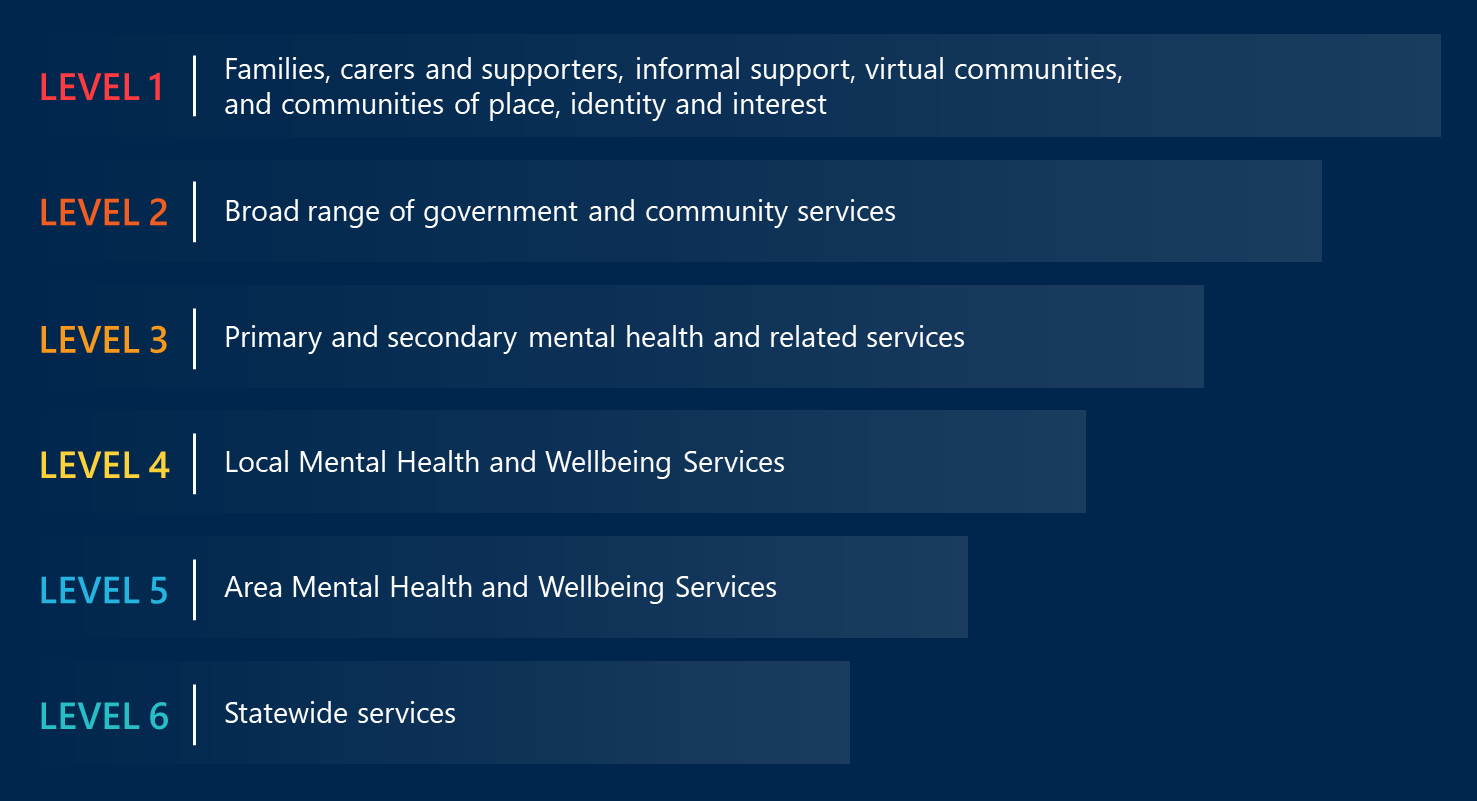 LEVEL 1
Families, carers and supporters, informal support, virtual communities,
and communities of place, identity and interest
LEVEL 2
Broad range of government and community services
LEVEL 3
Primary and secondary mental health and related services
LEVEL 4
Local Mental Health and Wellbeing Services
LEVEL 5
Area Mental Health and Wellbeing Services
LEVEL 6
Statewide services